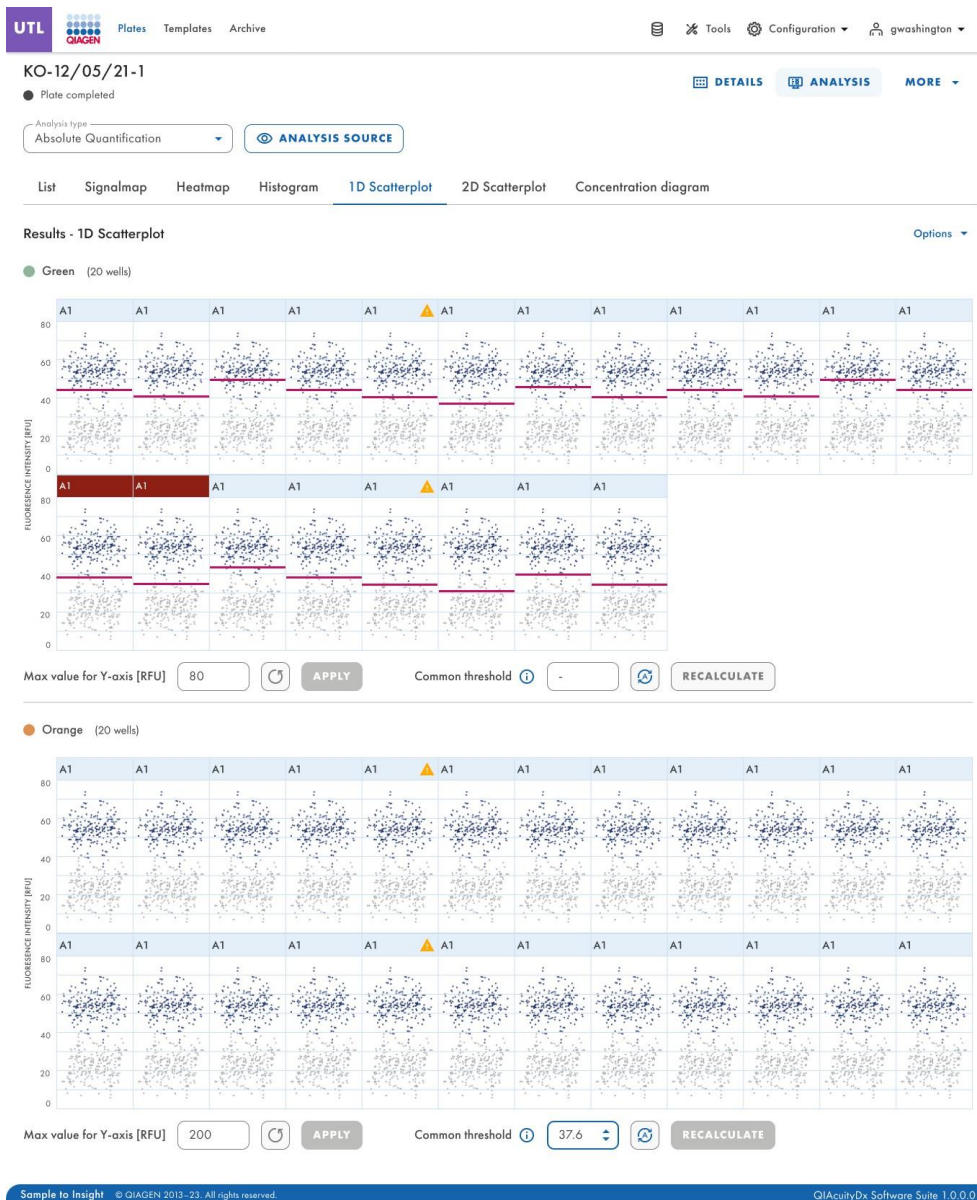 UTL QIAGEN Plates Templates Archive Tools Configuration gwashington
KO-12/05/21-1
DETAILS ANALYSIS MORE
Plate completed
Analysis type
Absolute Quantification ANALYSIS SOURCE
List Signalmap Heatmap Histogram 1D Scatterplot 2D Scatterplot Concentration diagram
Results - 1D Scatterplot Options
Green (20 wells)
FLUORESENCE INTENSITY [RFU]
A1 A1 A1 A1 A1 A1 A1 A1 A1 A1 A1 A1
80
60
40
20
0
A1 A1 A1 A1 A1 A1 A1 A1
80
60
40
20
0
Max value for Y-axis [RFU] 80 APPLY Common threshold - RECALCULATE
Orange (20 wells)
FLUORESENCE INTENSITY [RFU]
A1 A1 A1 A1 A1 A1 A1 A1 A1 A1 A1 A1
80
60
40
20
0
A1 A1 A1 A1 A1 A1 A1 A1 A1 A1 A1 A1
80
60
40
20
0
Max value for Y-axis [RFU] 200 APPLY Common threshold 37.6 RECALCULATE
Sample to Insight © QIAGEN 2013–23. All rights reserved. QIAcuityDx Software Suite 1.0.0.0